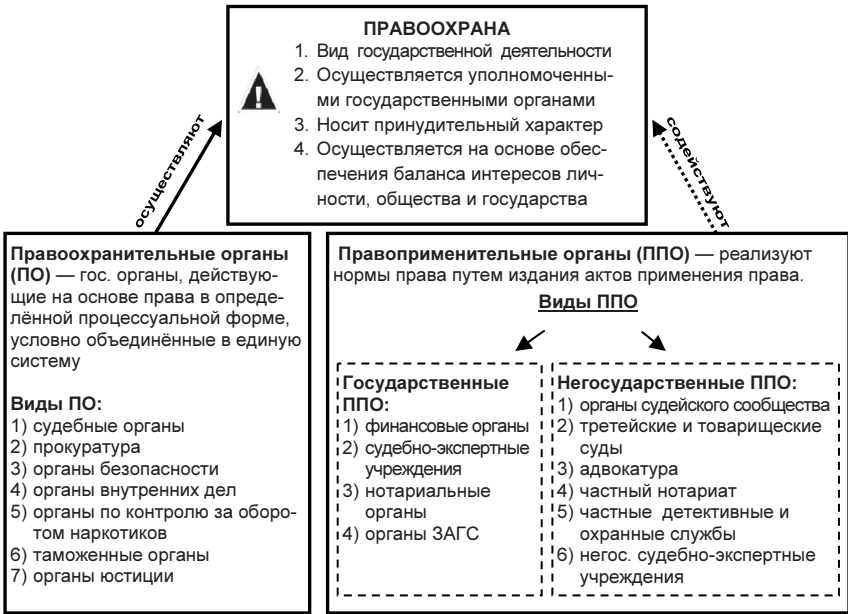 ПРАВООХРАНА
1. Вид государственной деятельности
2. Осуществляется уполномоченны-
ми государственными органами
3. Носит принудительный характер
4. Осуществляется на основе обес-
печения баланса интересов лич-
ности, общества и государства
осуществляют
содействуют
Правоохранительные органы
(ПО) — гос. органы, действую-
щие на основе права в опреде-
лённой процессуальной форме,
условно объединённые в единую
систему
Виды ПО:
1) судебные органы
2) прокуратура
3) органы безопасности
4) органы внутренних дел
5) органы по контролю за оборо-
том наркотиков
6) таможенные органы
7) органы юстиции
Правоприменительные органы (ППО) — реализуют
нормы права путем издания актов применения права.
Виды ППО
Государственные
ППО:
1) финансовые органы
2) судебно-экспертные
учреждения
3) нотариальные
органы
4) органы ЗАГС
Негосударственные ППО:
1) органы судейского сообщества
2) третейские и товарищеские
суды
3) адвокатура
4) частный нотариат
5) частные детективные и
охранные службы
6) негос. судебно-экспертные
учреждения